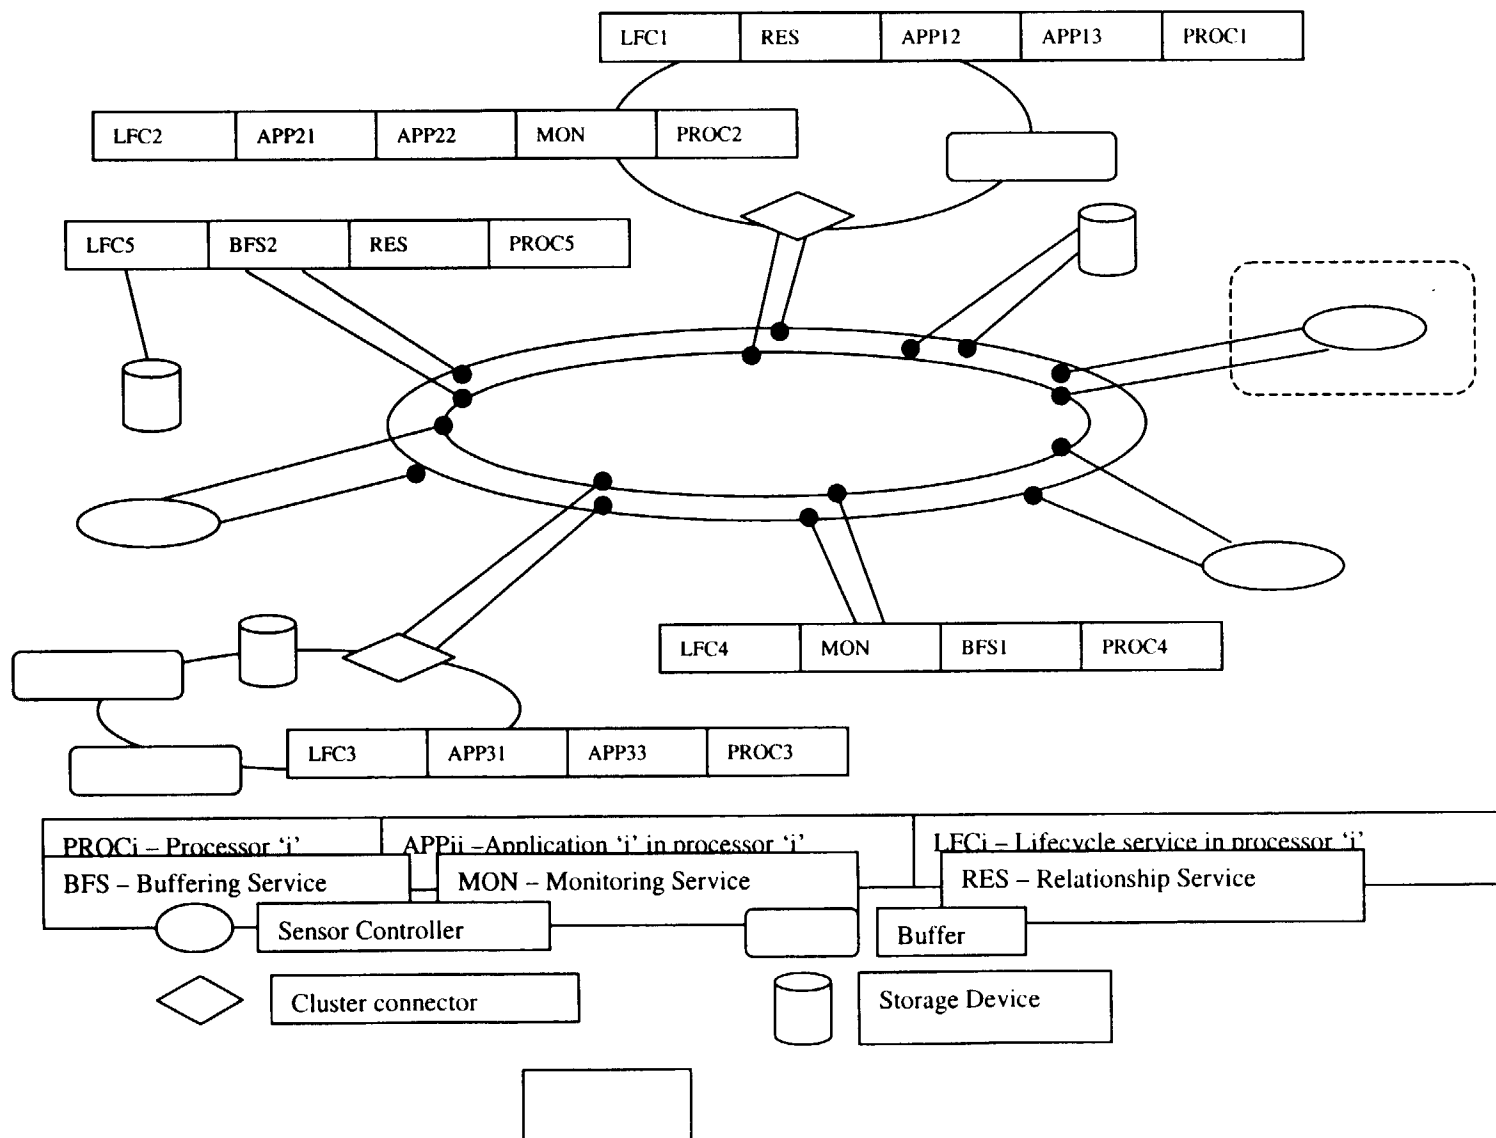 LFC1 RES APP12 APP13 PROC1
LFC2 APP21 APP22 MON PROC2
LFC5 BFS2 RES PROC5
LFC4 MON BFS1 PROC4
LFC3 APP31 APP33 PROC3
PROCi – Processor ‘i’ APPij –Application ‘j’ in processor ‘i’ LFCi – Lifecycle service in processor ‘i’
BFS – Buffering Service MON – Monitoring Service RES – Relationship Service
Sensor Controller Buffer
Cluster connector Storage Device